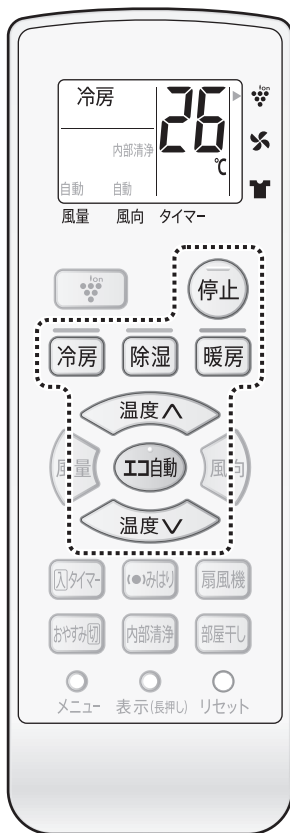 冷房 26 ℃
ion
内部清浄
自動 自動
風量 風向 タイマー
ion
停止
冷房 除湿 暖房
温度 ∧
風量 エコ自動 風向
温度 ∨
入タイマー みはり 扇風機
おやすみ切 内部清浄 部屋干し
メニュー 表示(長押し) リセット